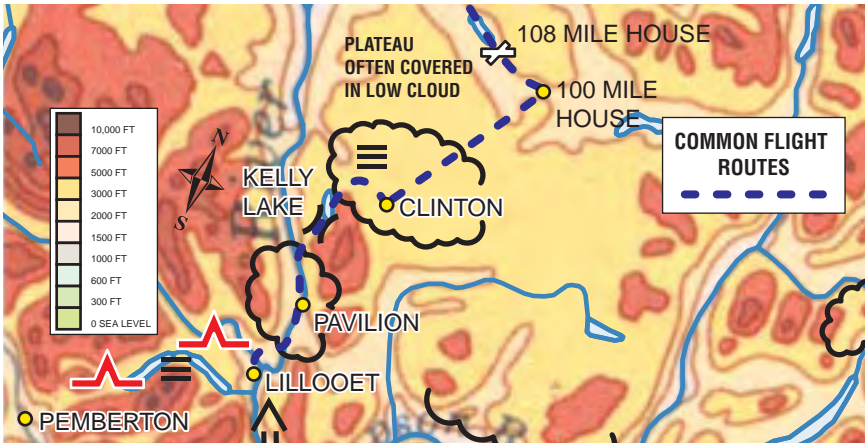 PLATEAU
OFTEN COVERED
IN LOW CLOUD
108 MILE HOUSE
100 MILE
HOUSE
COMMON FLIGHT
ROUTES
10,000 FT
7000 FT
5000 FT
3000 FT
2000 FT
1500 FT
1000 FT
600 FT
300 FT
0 SEA LEVEL
N
S
KELLY
LAKE
CLINTON
PAVILION
LILLOOET
PEMBERTON